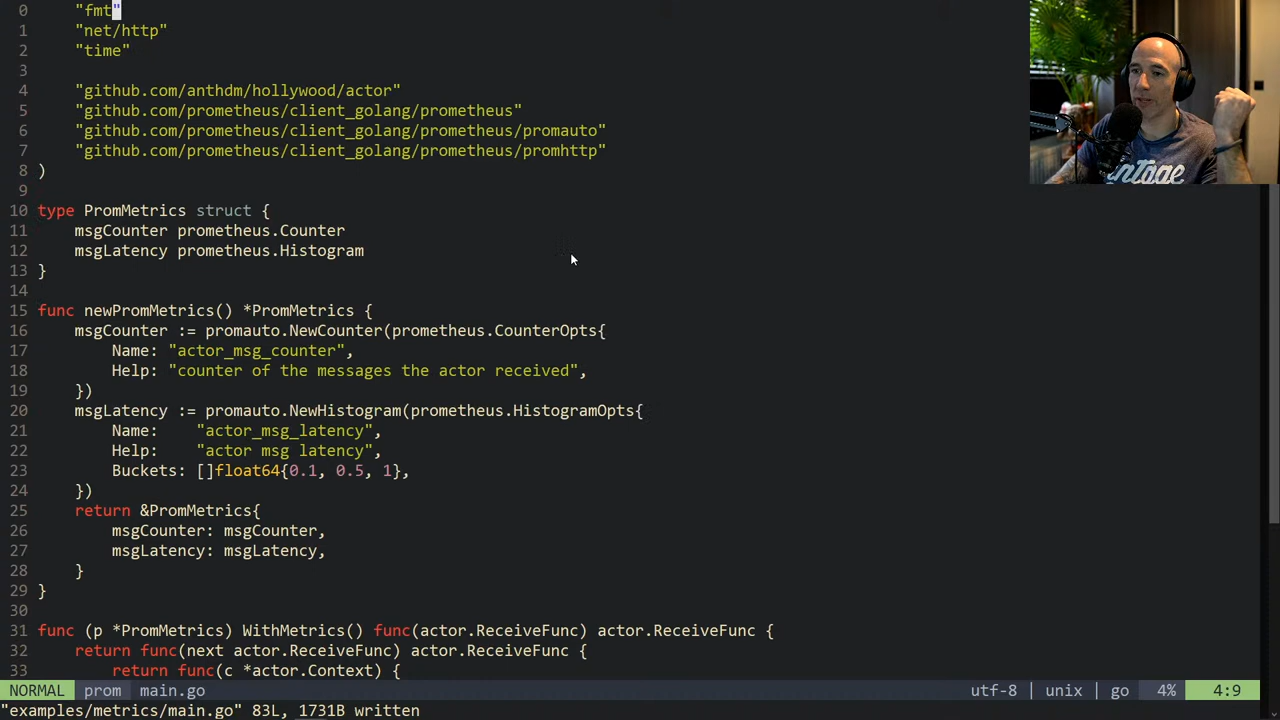 0 "fmt"
1 "net/http"
2 "time"
3
4 "github.com/anthdm/hollywood/actor"
5 "github.com/prometheus/client_golang/prometheus"
6 "github.com/prometheus/client_golang/prometheus/promauto"
7 "github.com/prometheus/client_golang/prometheus/promhttp"
8 )
9
10 type PromMetrics struct {
11 msgCounter prometheus.Counter
12 msgLatency prometheus.Histogram
13 }
14
15 func newPromMetrics() *PromMetrics {
16 msgCounter := promauto.NewCounter(prometheus.CounterOpts{
17 Name: "actor_msg_counter",
18 Help: "counter of the messages the actor received",
19 })
20 msgLatency := promauto.NewHistogram(prometheus.HistogramOpts{
21 Name: "actor_msg_latency",
22 Help: "actor msg latency",
23 Buckets: []float64{0.1, 0.5, 1},
24 })
25 return &PromMetrics{
26 msgCounter: msgCounter,
27 msgLatency: msgLatency,
28 }
29 }
30
31 func (p *PromMetrics) WithMetrics() func(actor.ReceiveFunc) actor.ReceiveFunc {
32 return func(next actor.ReceiveFunc) actor.ReceiveFunc {
33 return func(c *actor.Context) {
NORMAL prom main.go utf-8 | unix | go 4% 4:9
"examples/metrics/main.go" 83L, 1731B written